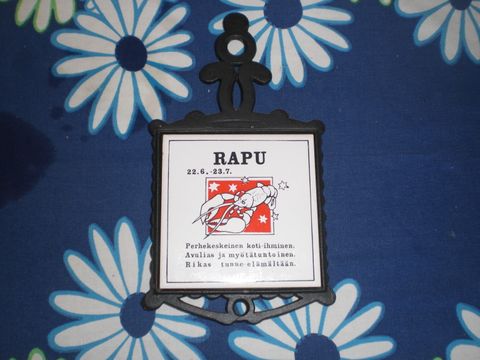 RAPU
22.6.-23.7.
Perhekeskeinen koti-ihminen.
Avulias ja myötätuntoinen.
Rikas tunne-elämältään.